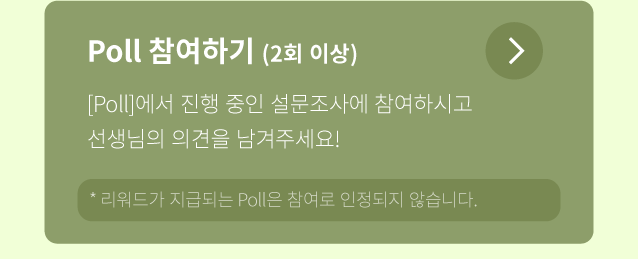 Poll 참여하기 (2회 이상)
[Poll]에서 진행 중인 설문조사에 참여하시고
선생님의 의견을 남겨주세요!
* 리워드가 지급되는 Poll은 참여로 인정되지 않습니다.